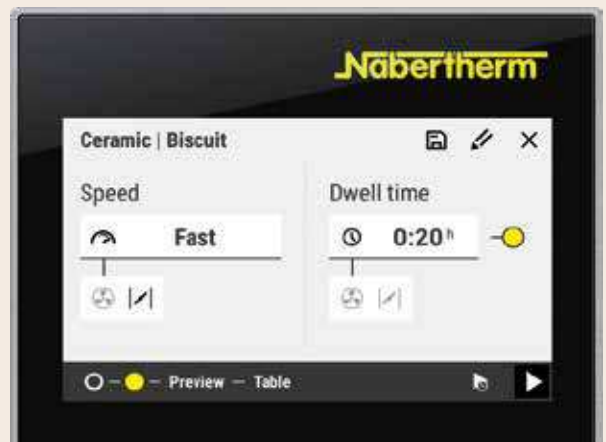 Nabertherm
Ceramic | Biscuit
Speed
Dwell time
Fast
0:20 h
Preview — Table